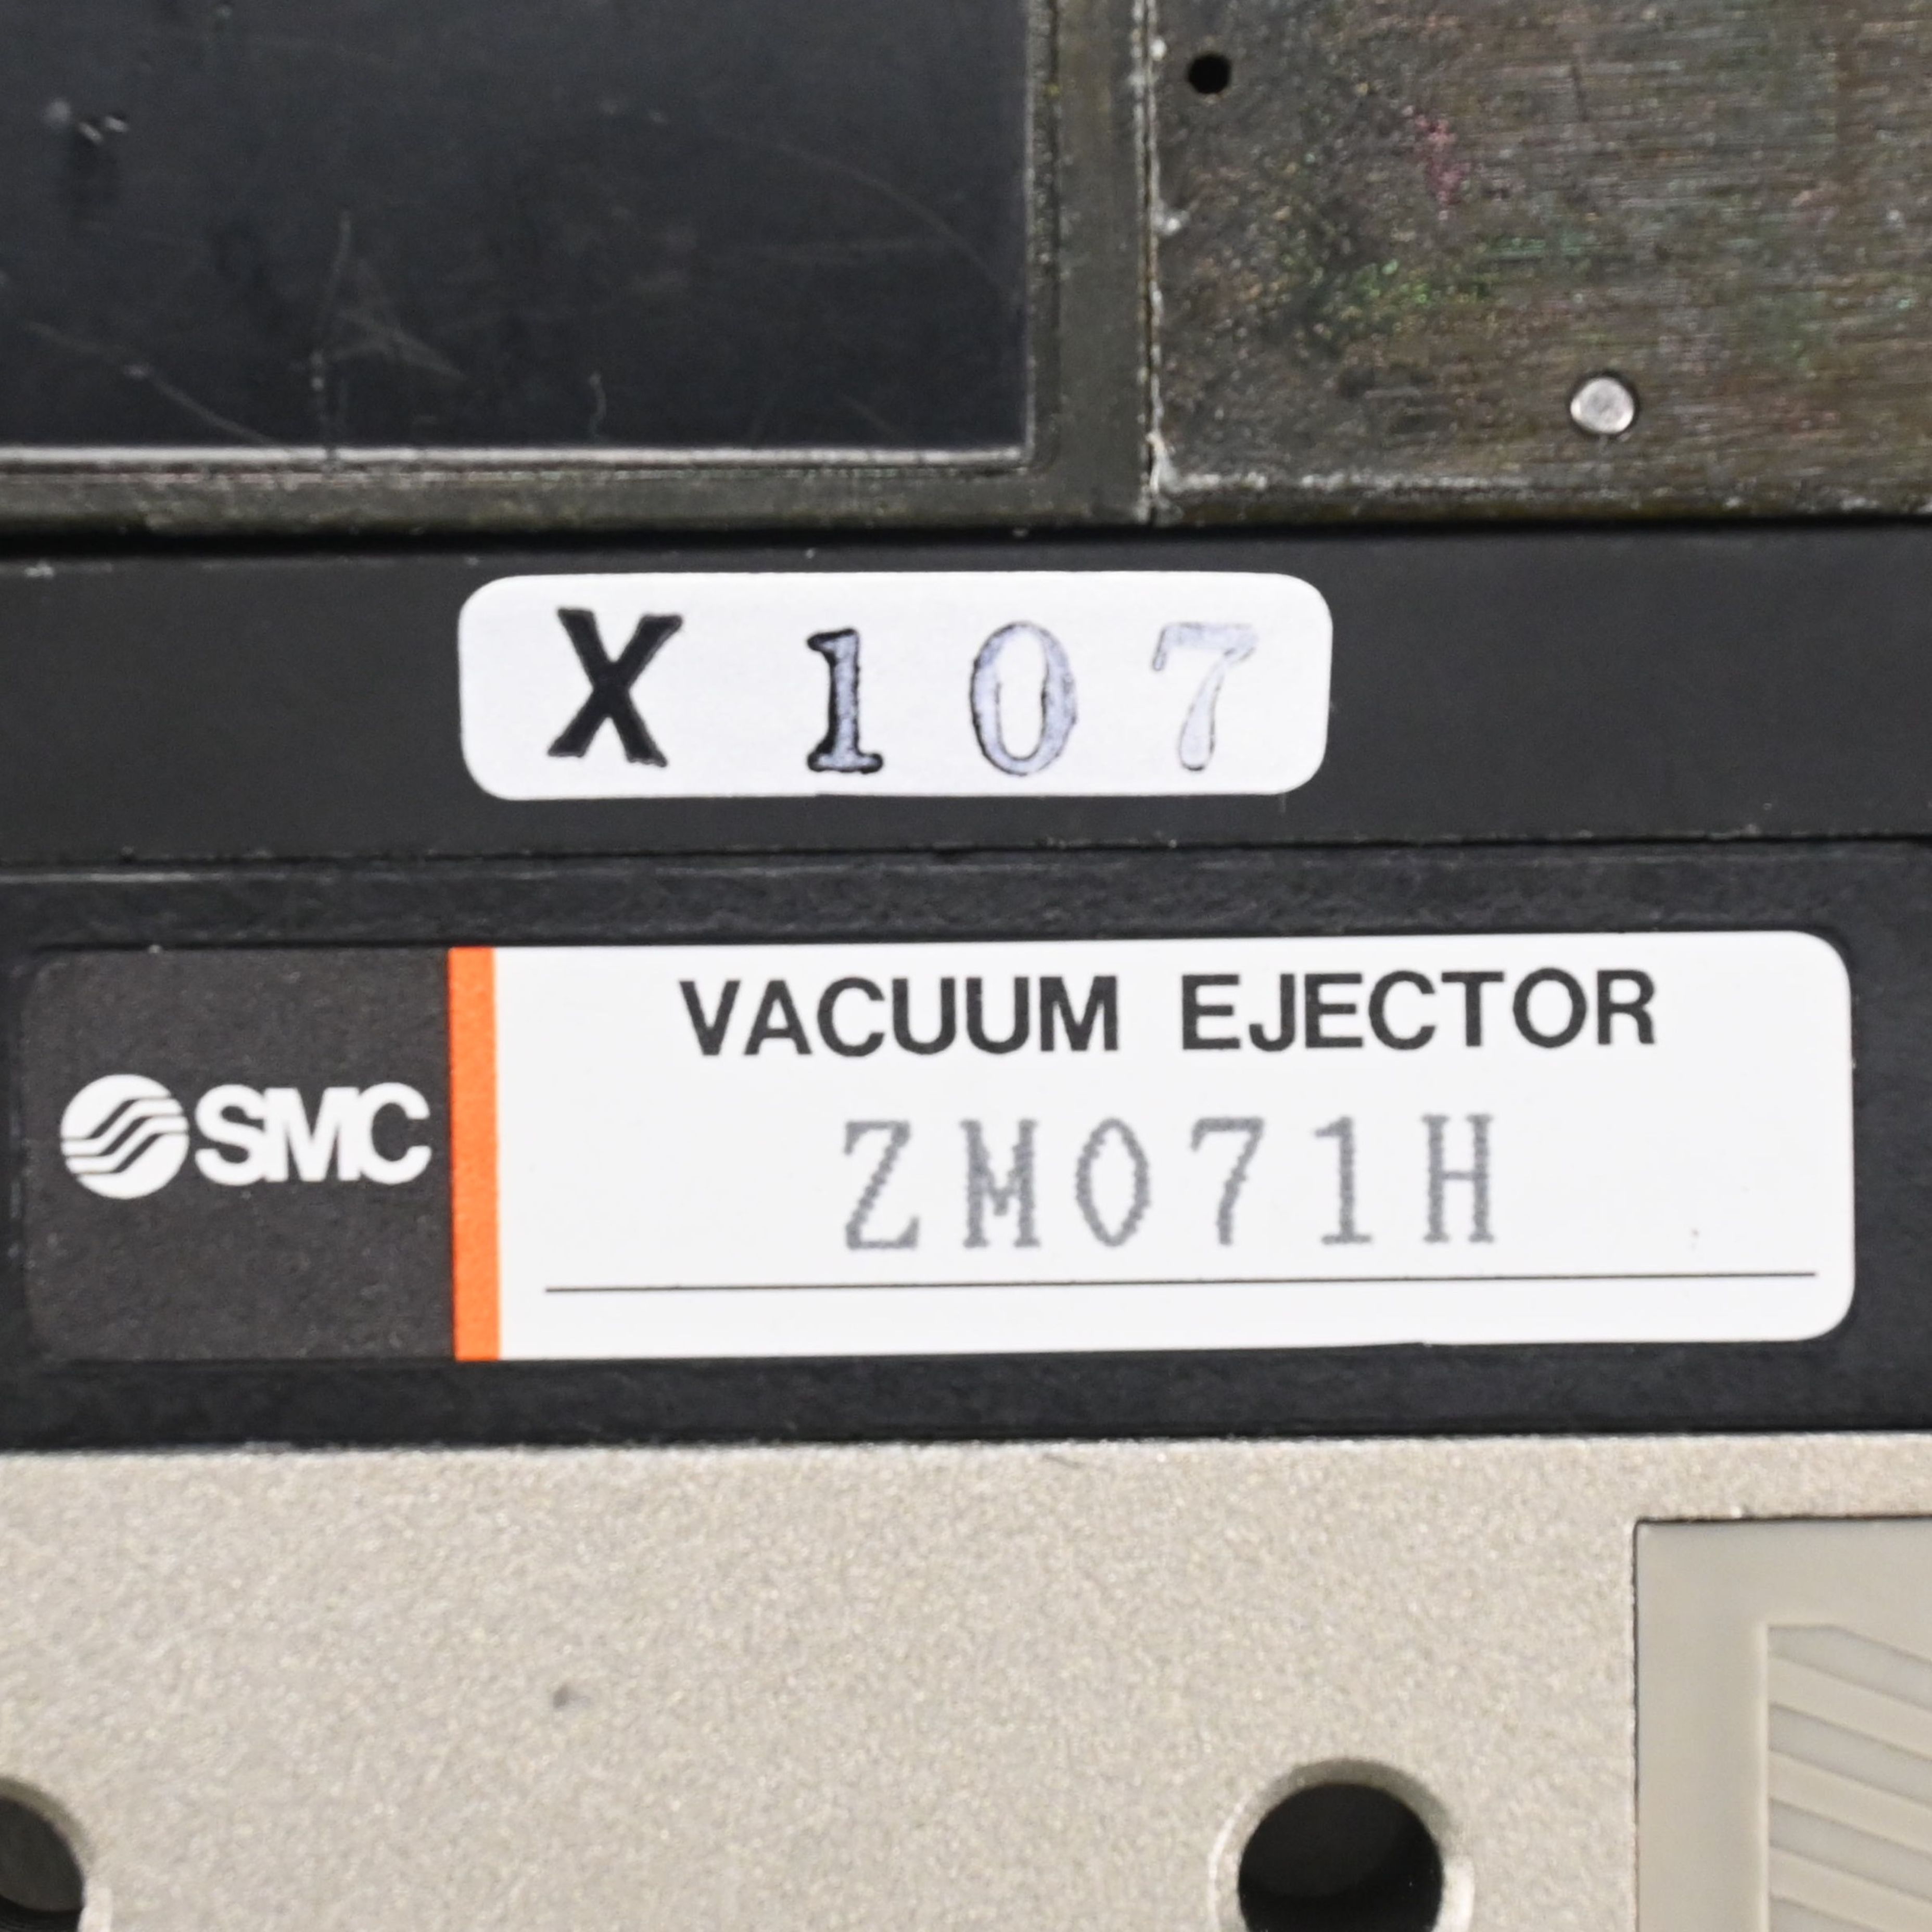 X 107
VACUUM EJECTOR
SMC
ZM071H